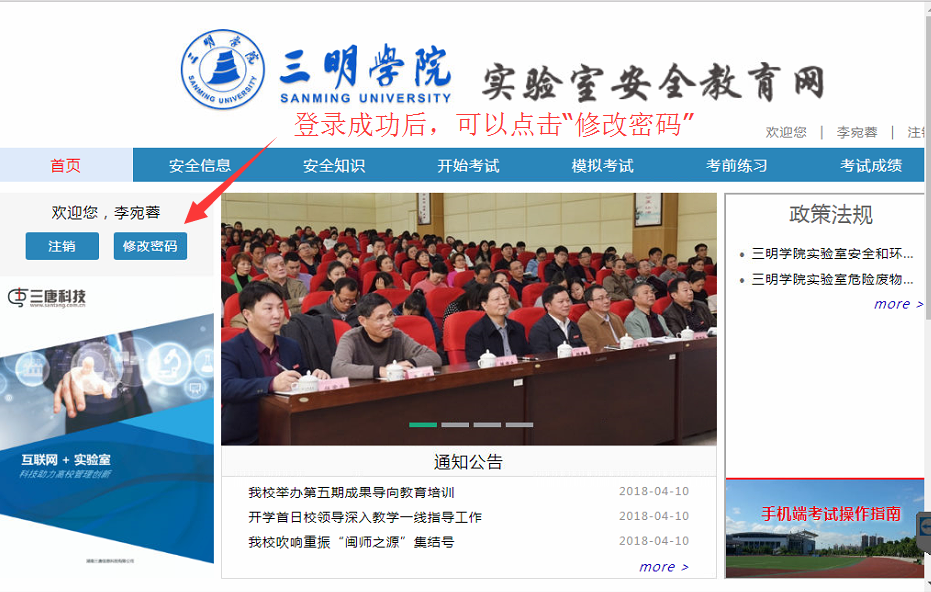 三明学院
SANMING UNIVERSITY
实验室安全教育网
三明学院
SANMING UNIVERSITY
登录成功后，可以点击“修改密码”
欢迎您 | 李宛蓉 |
首页 安全信息 安全知识 开始考试 模拟考试 考前练习 考试成绩
欢迎您，李宛蓉
注销 修改密码
三唐科技
www.santang.com.cn
互联网 + 实验室
科技助力高校管理创新
政策法规
三明学院实验室安全和环...
三明学院实验室危险废物...
more >
通知公告
我校举办第五期成果导向教育培训 2018-04-10
开学首日校领导深入教学一线指导工作 2018-04-10
我校吹响重振“闽师之源”集结号 2018-04-10
more >
手机端考试操作指南